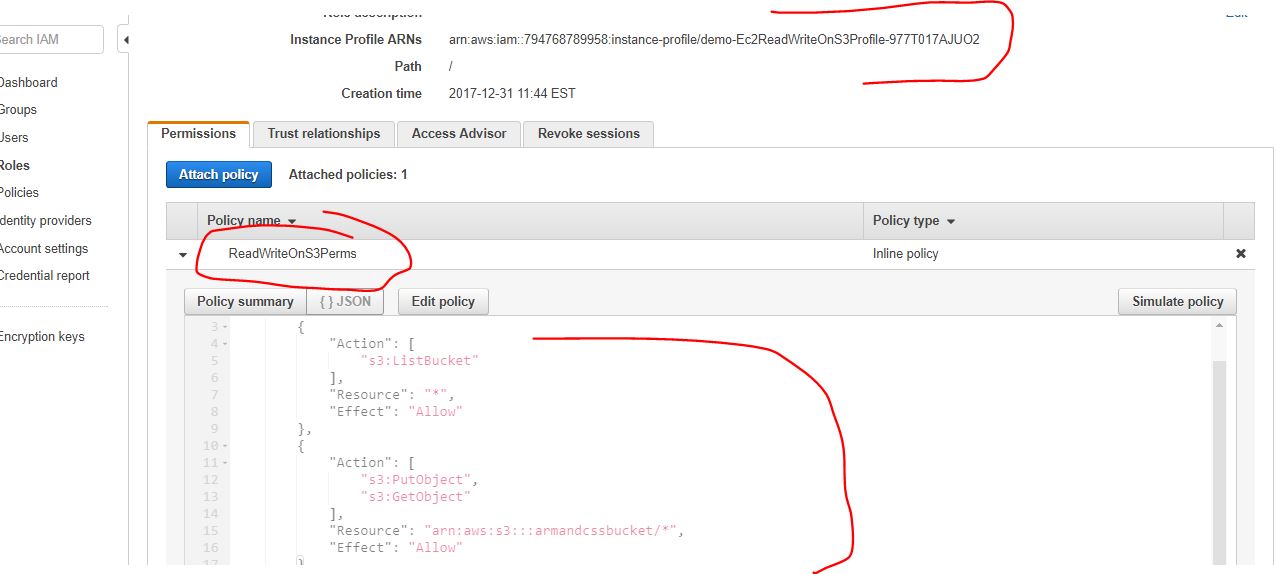 Role description
Edit
Search IAM
Instance Profile ARNs arn:aws:iam::794768789958:instance-profile/demo-Ec2ReadWriteOnS3Profile-977T017AJUO2
Path /
Creation time 2017-12-31 11:44 EST
Dashboard
Groups
Users
Roles
Policies
Identity providers
Account settings
Credential report
Encryption keys
Permissions Trust relationships Access Advisor Revoke sessions
Attach policy Attached policies: 1
Policy name Policy type
ReadWriteOnS3Perms Inline policy
Policy summary { } JSON Edit policy Simulate policy
3 {
4 "Action": [
5 "s3:ListBucket"
6 ],
7 "Resource": "*",
8 "Effect": "Allow"
9 },
10 {
11 "Action": [
12 "s3:PutObject",
13 "s3:GetObject"
14 ],
15 "Resource": "arn:aws:s3:::armandcssbucket/*",
16 "Effect": "Allow"
17 }